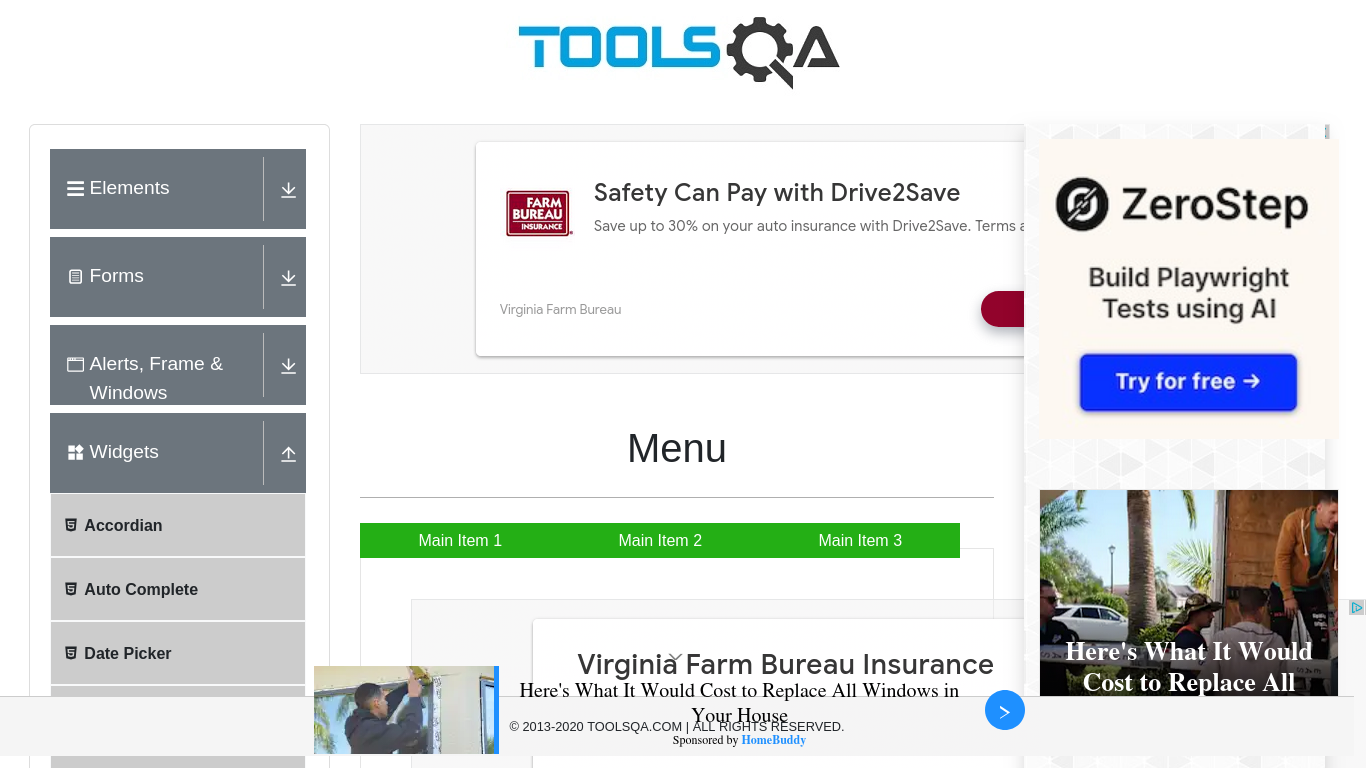 TOOLSQA
Elements
Forms
Alerts, Frame &
Windows
Widgets
Accordian
Auto Complete
Date Picker
FARM
BUREAU
INSURANCE
Safety Can Pay with Drive2Save
Save up to 30% on your auto insurance with Drive2Save. Terms a
Virginia Farm Bureau
Menu
Main Item 1
Main Item 2
Main Item 3
Virginia Farm Bureau Insurance
ZeroStep
Build Playwright
Tests using AI
Try for free →
Here's What It Would
Cost to Replace All
Here's What It Would Cost to Replace All Windows in
Your House
© 2013-2020 TOOLSQA.COM | ALL RIGHTS RESERVED.
Sponsored by HomeBuddy